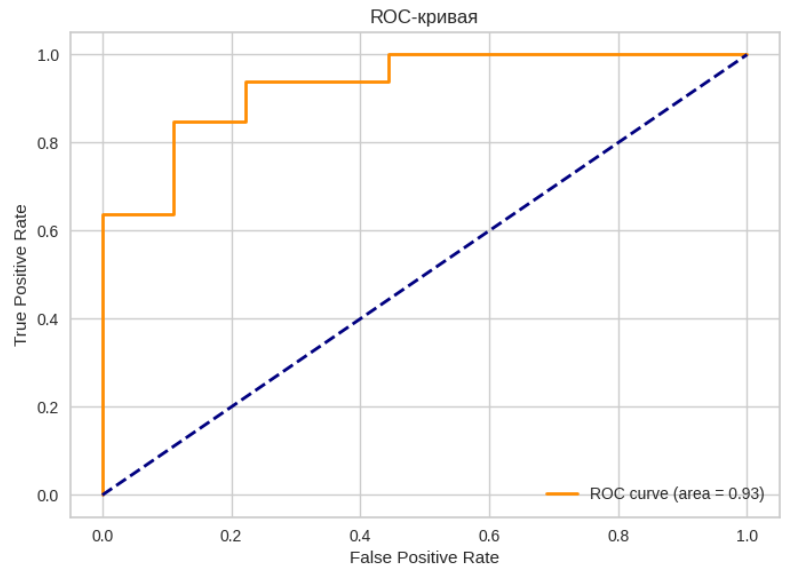 ROC-кривая
1.0
0.8
0.6
0.4
0.2
0.0
True Positive Rate
ROC curve (area = 0.93)
0.0 0.2 0.4 0.6 0.8 1.0
False Positive Rate